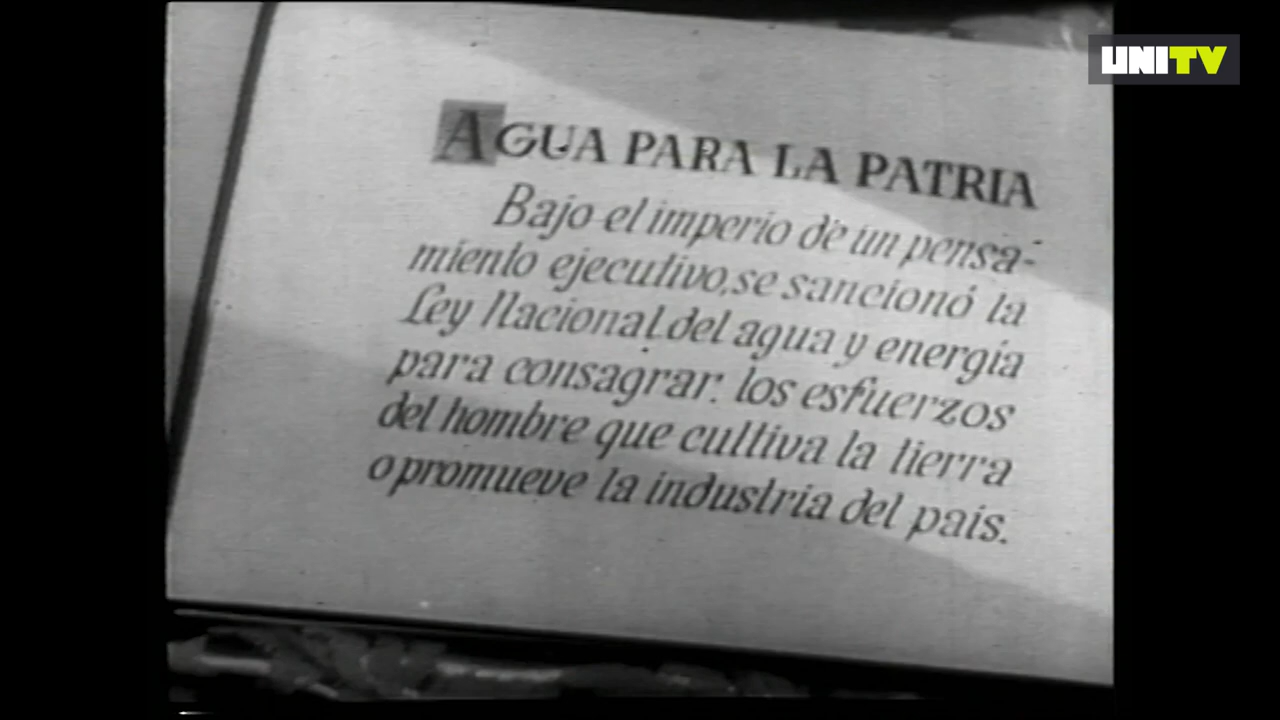 UNITV
AGUA PARA LA PATRIA
Bajo el imperio de un pensa-
miento ejecutivo, se sancionó la
Ley Nacional del agua y energía
para consagrar los esfuerzos
del hombre que cultiva la tierra
o promueve la industria del país.